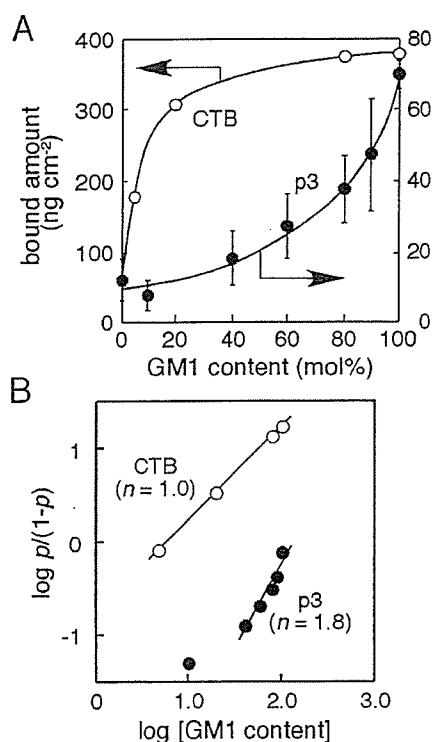 A
400
300
200
100
0
bound amount
(ng cm⁻²)
CTB
p3
80
60
40
20
0
0 20 40 60 80 100
GM1 content (mol%)
B
1
0
-1
log p/(1-p)
CTB
(n = 1.0)
p3
(n = 1.8)
0 1.0 2.0 3.0
log [GM1 content]